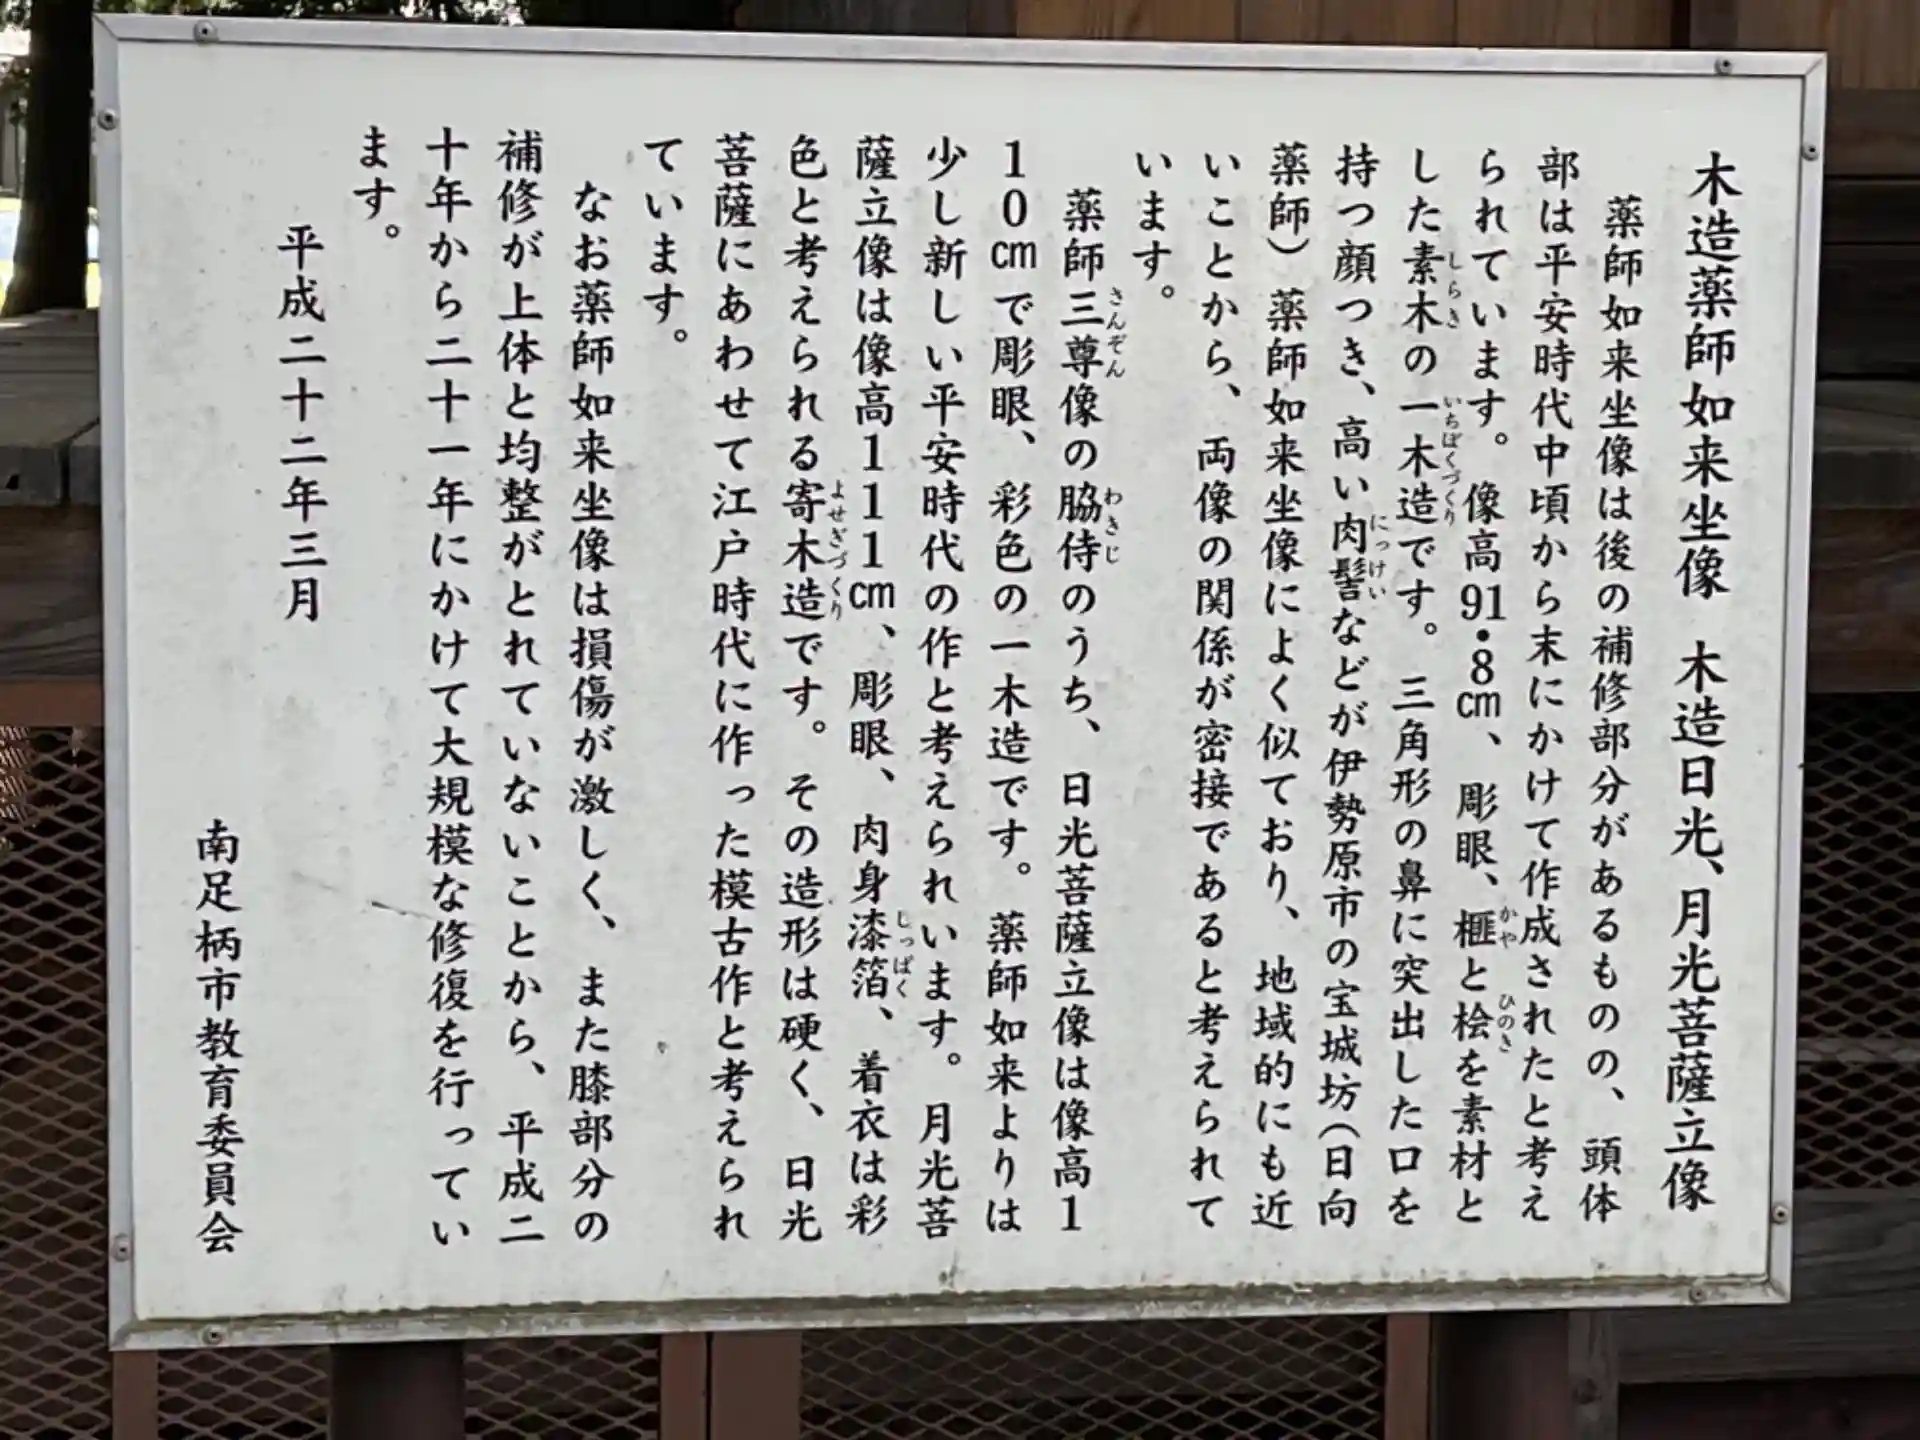 木造薬師如来坐像　木造日光、月光菩薩立像
　薬師如来坐像は後の補修部分があるものの、頭体
部は平安時代中頃から末にかけて作成されたと考え
られています。像高91・8㎝、彫眼、榧と桧を素材と
した素木の一木造です。三角形の鼻に突出した口を
持つ顔つき、高い肉髻などが伊勢原市の宝城坊（日向
薬師）薬師如来坐像によく似ており、地域的にも近
いことから、両像の関係が密接であると考えられて
います。
　薬師三尊像の脇侍のうち、日光菩薩立像は像高1
10㎝で彫眼、彩色の一木造です。薬師如来よりは
少し新しい平安時代の作と考えられいます。月光菩
薩立像は像高111㎝、彫眼、肉身漆箔、着衣は彩
色と考えられる寄木造です。その造形は硬く、日光
菩薩にあわせて江戸時代に作った模古作と考えられ
ています。
　なお薬師如来坐像は損傷が激しく、また膝部分の
補修が上体と均整がとれていないことから、平成二
十年から二十一年にかけて大規模な修復を行ってい
ます。
平成二十二年三月
南足柄市教育委員会